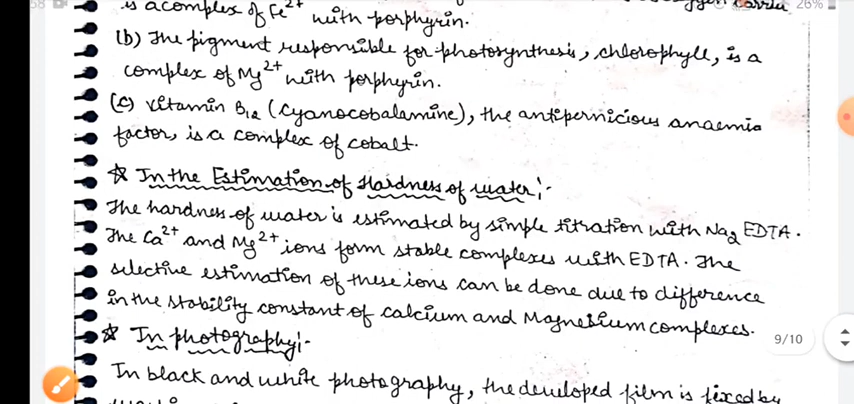 is a complex of Fe2+ with porphyrin.
(b) The pigment responsible for photosynthesis, chlorophyll, is a
complex of Mg2+ with porphyrin.
(c) Vitamin B12 (Cyanocobalamine), the antipernicious anaemia
factor, is a complex of cobalt.
☆ In the Estimation of Hardness of water:-
The hardness of water is estimated by simple titration with Na2 EDTA.
The Ca2+ and Mg2+ ions form stable complexes with EDTA. The
selective estimation of these ions can be done due to difference
in the stability constant of calcium and Magnesium complexes.
9/10
☆ In photography:-
In black and white photography, the developed film is fixed by